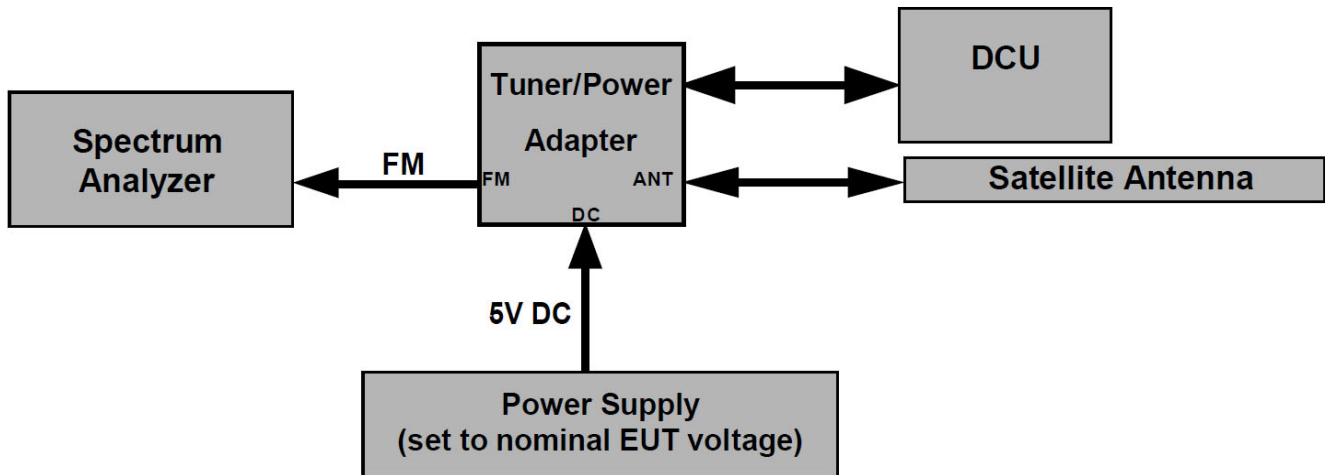 DCU
Tuner/Power
Adapter
Spectrum
Analyzer
FM
FM
ANT
DC
Satellite Antenna
5V DC
Power Supply
(set to nominal EUT voltage)